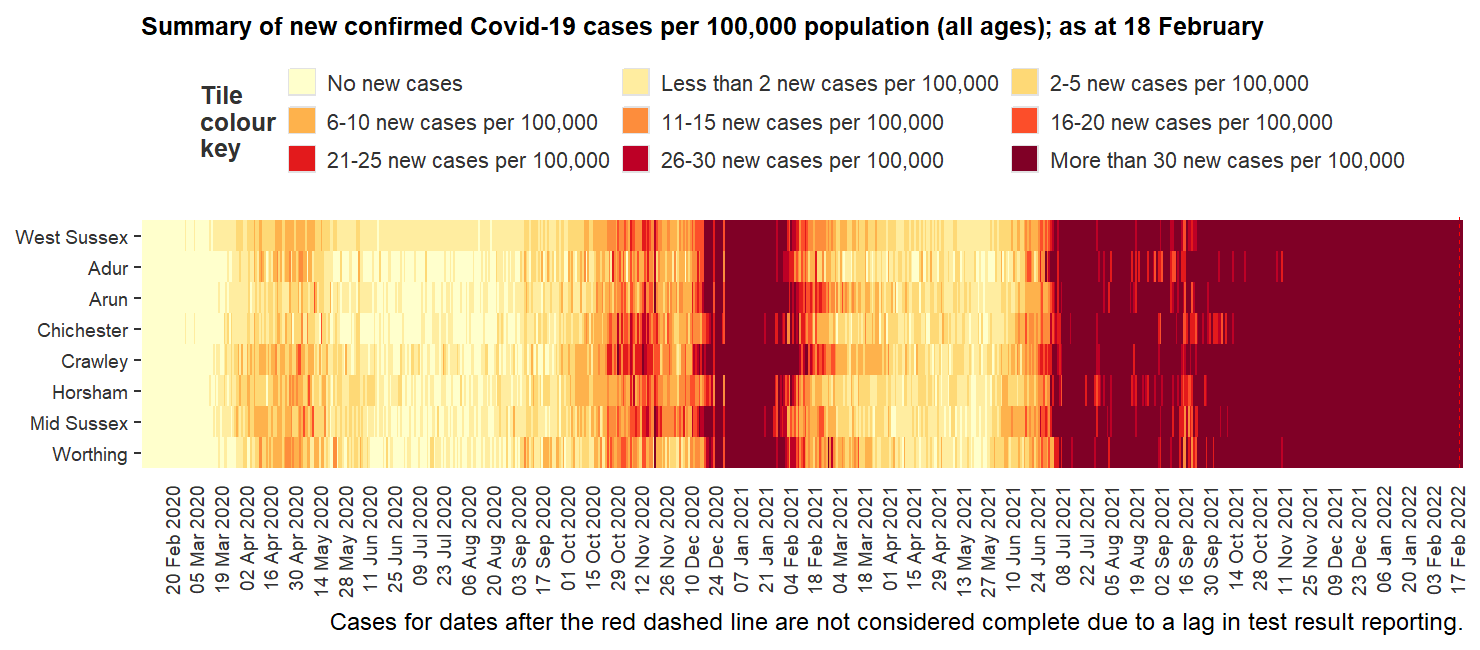 Summary of new confirmed Covid-19 cases per 100,000 population (all ages); as at 18 February
Tile
colour
key
No new cases
Less than 2 new cases per 100,000
2-5 new cases per 100,000
6-10 new cases per 100,000
11-15 new cases per 100,000
16-20 new cases per 100,000
21-25 new cases per 100,000
26-30 new cases per 100,000
More than 30 new cases per 100,000
West Sussex
Adur
Arun
Chichester
Crawley
Horsham
Mid Sussex
Worthing
20 Feb 2020
05 Mar 2020
19 Mar 2020
02 Apr 2020
16 Apr 2020
30 Apr 2020
14 May 2020
28 May 2020
11 Jun 2020
25 Jun 2020
09 Jul 2020
23 Jul 2020
06 Aug 2020
20 Aug 2020
03 Sep 2020
17 Sep 2020
01 Oct 2020
15 Oct 2020
29 Oct 2020
12 Nov 2020
26 Nov 2020
10 Dec 2020
24 Dec 2020
07 Jan 2021
21 Jan 2021
04 Feb 2021
18 Feb 2021
04 Mar 2021
18 Mar 2021
01 Apr 2021
15 Apr 2021
29 Apr 2021
13 May 2021
27 May 2021
10 Jun 2021
24 Jun 2021
08 Jul 2021
22 Jul 2021
05 Aug 2021
19 Aug 2021
02 Sep 2021
16 Sep 2021
30 Sep 2021
14 Oct 2021
28 Oct 2021
11 Nov 2021
25 Nov 2021
09 Dec 2021
23 Dec 2021
06 Jan 2022
20 Jan 2022
03 Feb 2022
17 Feb 2022
Cases for dates after the red dashed line are not considered complete due to a lag in test result reporting.